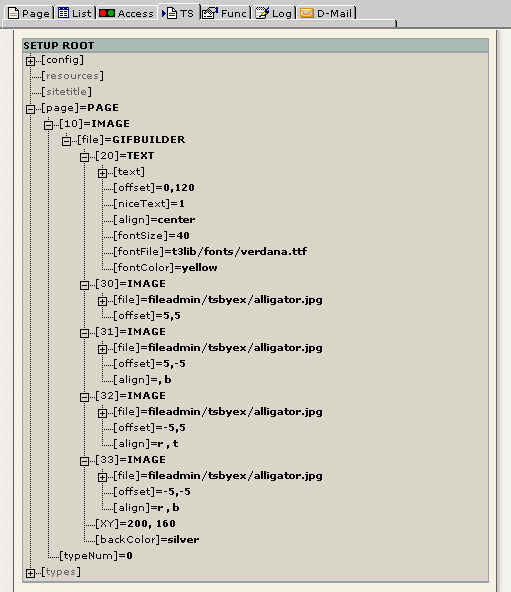 Page List Access TS Func Log D-Mail
SETUP ROOT
[config]
[resources]
[sitetitle]
[page]=PAGE
[10]=IMAGE
[file]=GIFBUILDER
[20]=TEXT
[text]
[offset]=0,120
[niceText]=1
[align]=center
[fontSize]=40
[fontFile]=t3lib/fonts/verdana.ttf
[fontColor]=yellow
[30]=IMAGE
[file]=fileadmin/tsbyex/alligator.jpg
[offset]=5,5
[31]=IMAGE
[file]=fileadmin/tsbyex/alligator.jpg
[offset]=5,-5
[align]=, b
[32]=IMAGE
[file]=fileadmin/tsbyex/alligator.jpg
[offset]=-5,5
[align]=r , t
[33]=IMAGE
[file]=fileadmin/tsbyex/alligator.jpg
[offset]=-5,-5
[align]=r , b
[XY]=200, 160
[backColor]=silver
[typeNum]=0
[types]